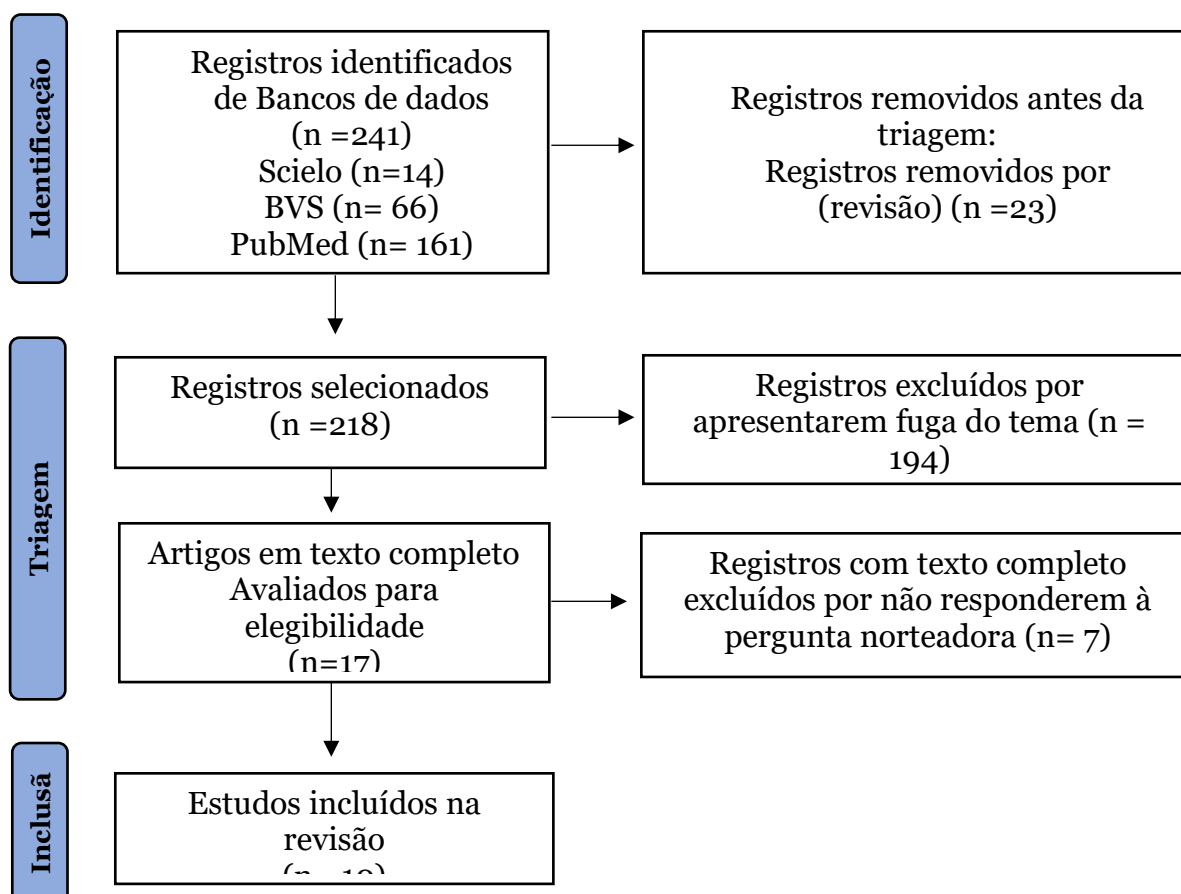 Identificação
Registros identificados
de Bancos de dados
(n =241)
Scielo (n=14)
BVS (n= 66)
PubMed (n= 161)
Registros removidos antes da
triagem:
Registros removidos por
(revisão) (n =23)
Triagem
Registros selecionados
(n =218)
Registros excluídos por
apresentarem fuga do tema (n =
194)
Artigos em texto completo
Avaliados para
elegibilidade
(n=17)
Registros com texto completo
excluídos por não responderem à
pergunta norteadora (n= 7)
Inclusã
Estudos incluídos na
revisão